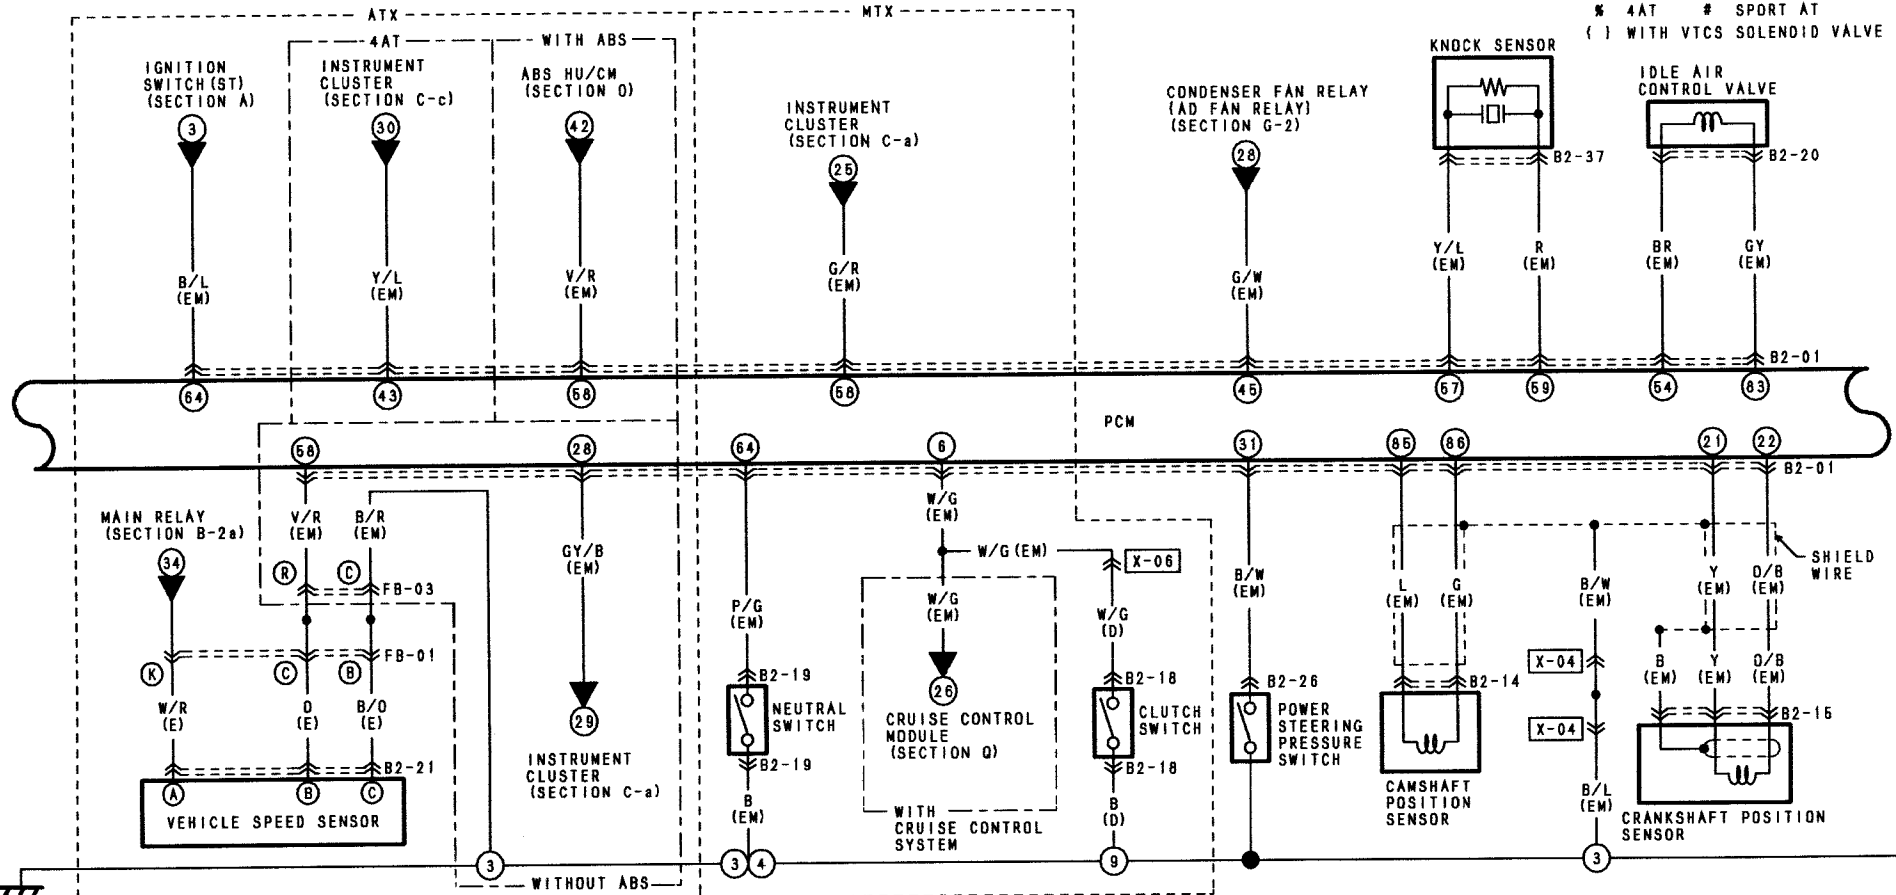 ATX
MTX
% 4AT # SPORT AT
( ) WITH VTCS SOLENOID VALVE
4AT
WITH ABS
IGNITION
SWITCH(ST)
(SECTION A)
3
INSTRUMENT
CLUSTER
(SECTION C-c)
30
ABS HU/CM
(SECTION O)
42
INSTRUMENT
CLUSTER
(SECTION C-a)
25
CONDENSER FAN RELAY
(AD FAN RELAY)
(SECTION G-2)
28
KNOCK SENSOR
B2-37
IDLE AIR
CONTROL VALVE
B2-20
B/L
(EM)
Y/L
(EM)
V/R
(EM)
G/R
(EM)
G/W
(EM)
Y/L
(EM)
R
(EM)
BR
(EM)
GY
(EM)
B2-01
64
43
58
58
45
57
59
54
83
PCM
58
28
64
6
31
85
86
21
22
B2-01
MAIN RELAY
(SECTION B-2a)
34
V/R
(EM)
B/R
(EM)
R
C
FB-03
GY/B
(EM)
W/G
(EM)
W/G(EM)
X-06
SHIELD
WIRE
P/G
(EM)
W/G
(EM)
W/G
(D)
B/W
(EM)
L
(EM)
G
(EM)
B/W
(EM)
Y
(EM)
O/B
(EM)
K
C
B
FB-01
W/R
(E)
O
(E)
B/O
(E)
B2-21
A
B
C
VEHICLE SPEED SENSOR
29
INSTRUMENT
CLUSTER
(SECTION C-a)
B2-19
NEUTRAL
SWITCH
B2-19
B
(EM)
26
CRUISE CONTROL
MODULE
(SECTION Q)
WITH
CRUISE CONTROL
SYSTEM
B2-18
CLUTCH
SWITCH
B2-18
B
(D)
B2-26
POWER
STEERING
PRESSURE
SWITCH
B2-14
CAMSHAFT
POSITION
SENSOR
X-04
X-04
B/L
(EM)
B
(EM)
Y
(EM)
O/B
(EM)
B2-15
CRANKSHAFT POSITION
SENSOR
3
3
4
9
3
WITHOUT ABS